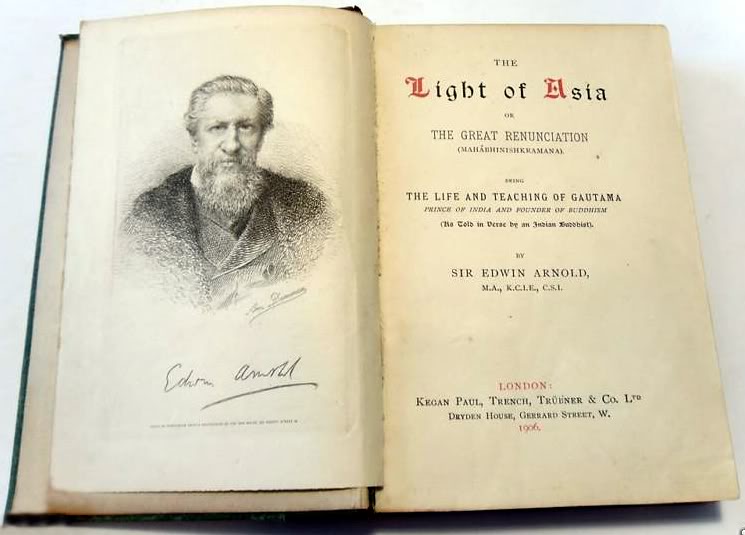 Edwin Arnold
THE
Light of Asia
OR
THE GREAT RENUNCIATION
(MAHÂBHINISHKRAMANA).
BEING
THE LIFE AND TEACHING OF GAUTAMA
PRINCE OF INDIA AND FOUNDER OF BUDDHISM
(As Told in Verse by an Indian Buddhist).
BY
SIR EDWIN ARNOLD,
M.A., K.C.I.E., C.S.I.
LONDON:
KEGAN PAUL, TRENCH, TRÜBNER & CO. LTD
DRYDEN HOUSE, GERRARD STREET, W.
1906.